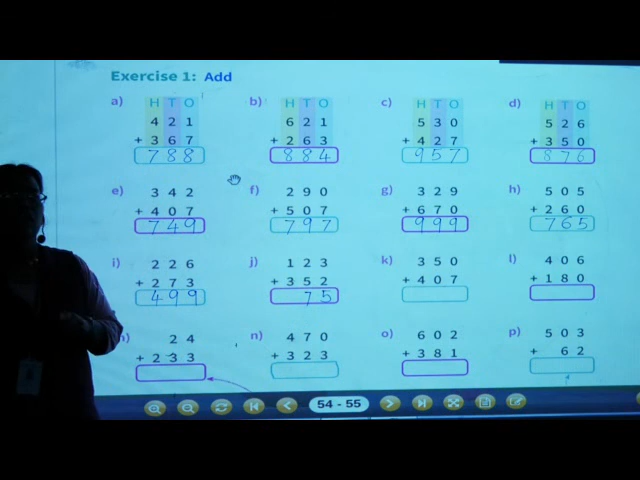 Exercise 1: Add
a) H T O b) H T O c) H T O d) H T O
4 2 1 6 2 1 5 3 0 5 2 6
+ 3 6 7 + 2 6 3 + 4 2 7 + 3 5 0
7 8 8 8 8 4 9 5 7 8 7 6
e) 3 4 2 f) 2 9 0 g) 3 2 9 h) 5 0 5
+ 4 0 7 + 5 0 7 + 6 7 0 + 2 6 0
7 4 9 7 9 7 9 9 9 7 6 5
i) 2 2 6 j) 1 2 3 k) 3 5 0 l) 4 0 6
+ 2 7 3 + 3 5 2 + 4 0 7 + 1 8 0
4 9 9 7 5
2 4 n) 4 7 0 o) 6 0 2 p) 5 0 3
+ 2 3 3 + 3 2 3 + 3 8 1 + 6 2
54 - 55